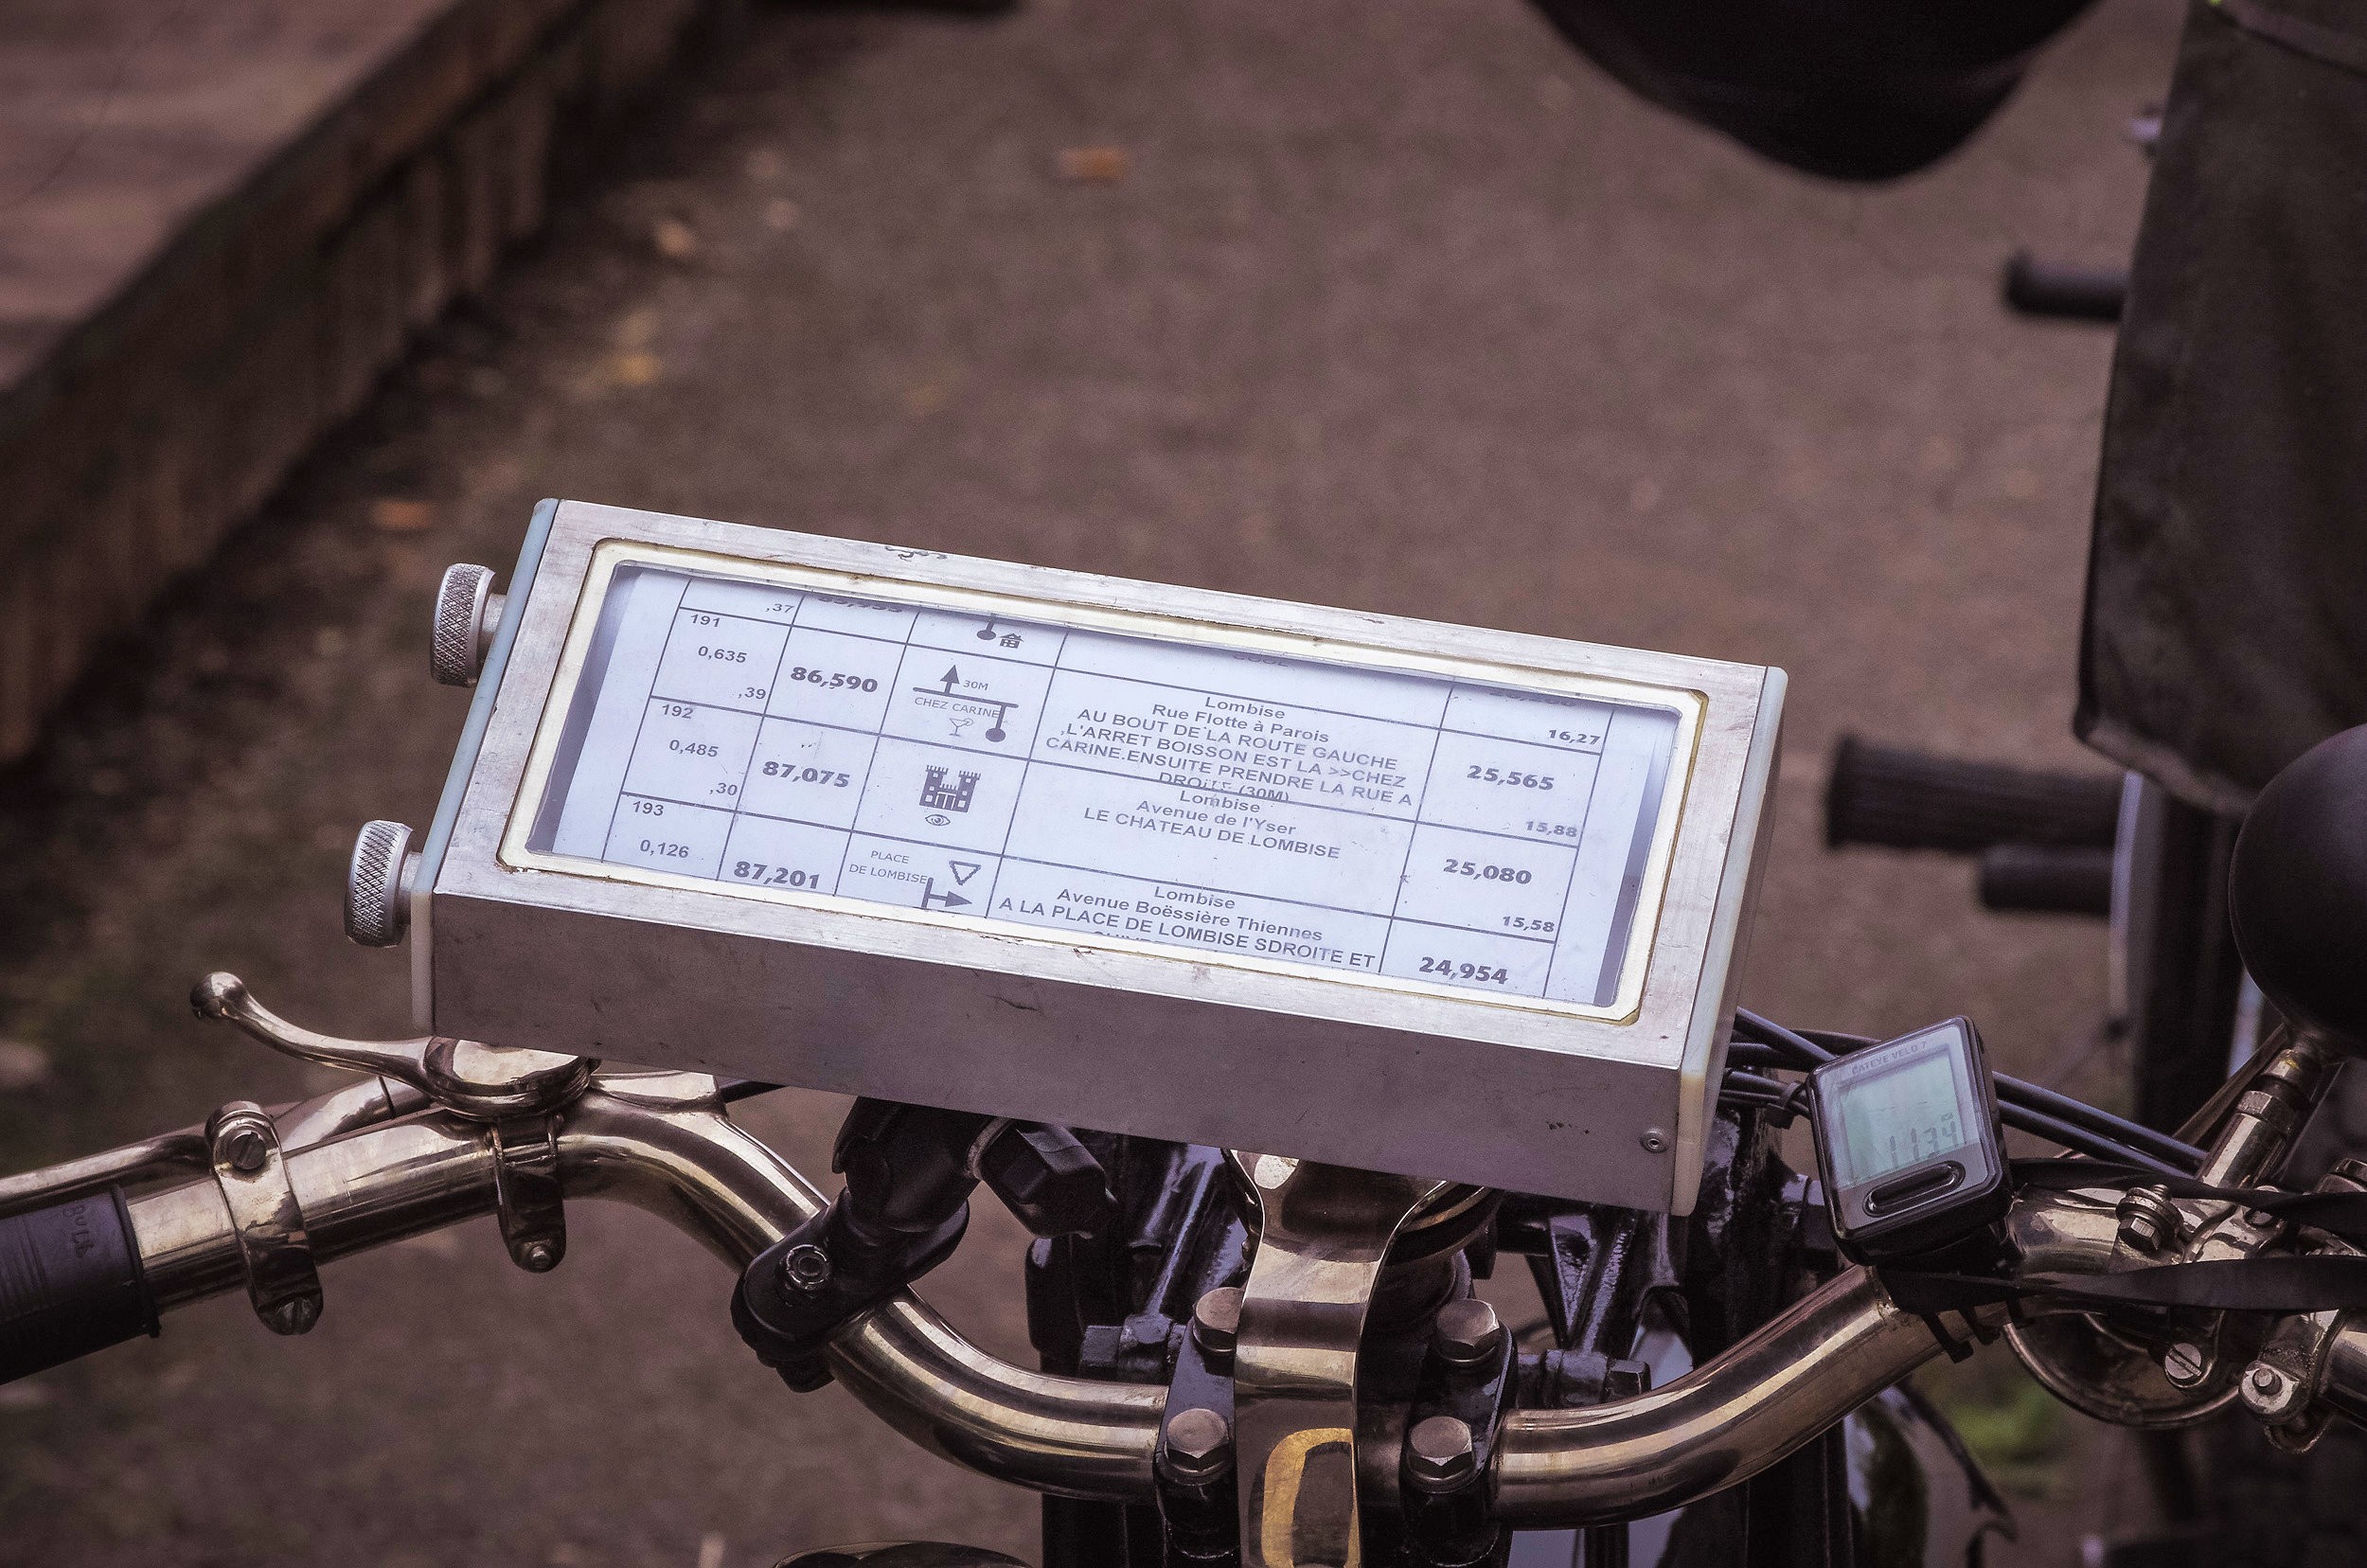 ,37
191
0,635
,39
86,590
30M
CHEZ CARINE
Lombise
Rue Flotte à Parois
AU BOUT DE LA ROUTE GAUCHE
,L'ARRET BOISSON EST LA >>CHEZ
CARINE.ENSUITE PRENDRE LA RUE A
DROITE (30M)
16,27
25,565
15,88
192
0,485
,30
87,075
Lombise
Avenue de l'Yser
LE CHATEAU DE LOMBISE
25,080
15,58
193
0,126
87,201
PLACE
DE LOMBISE
Lombise
Avenue Boëssière Thiennes
A LA PLACE DE LOMBISE SDROITE ET
24,954
CATEYE VELO 7